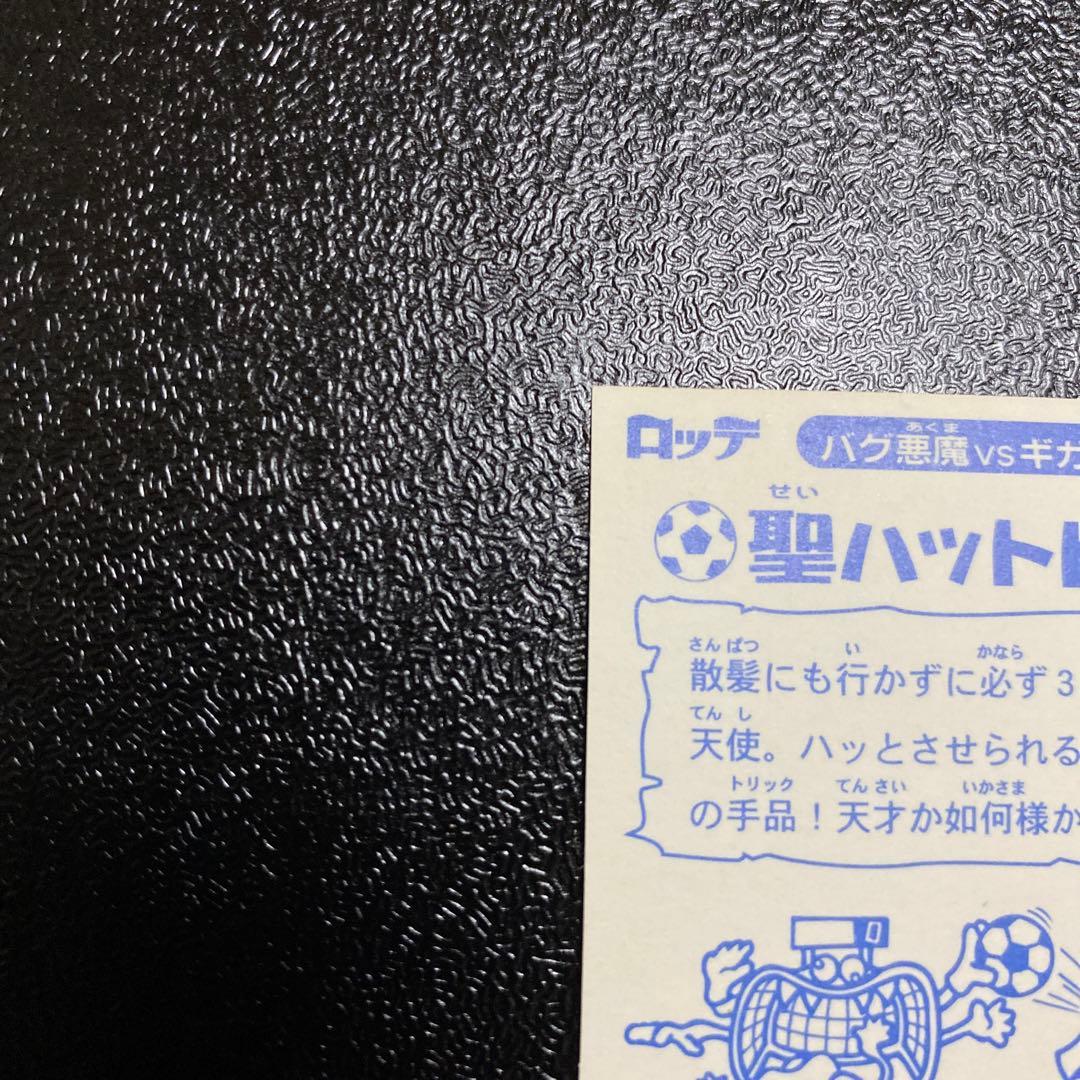 ロッテ
あくま
バグ悪魔VSギガ
せい
聖ハット
さんぱつ い かなら
散髪にも行かずに必ず3
てんし
天使。ハッとさせられる
トリック てんさい いかさま
の手品！天才か如何様か